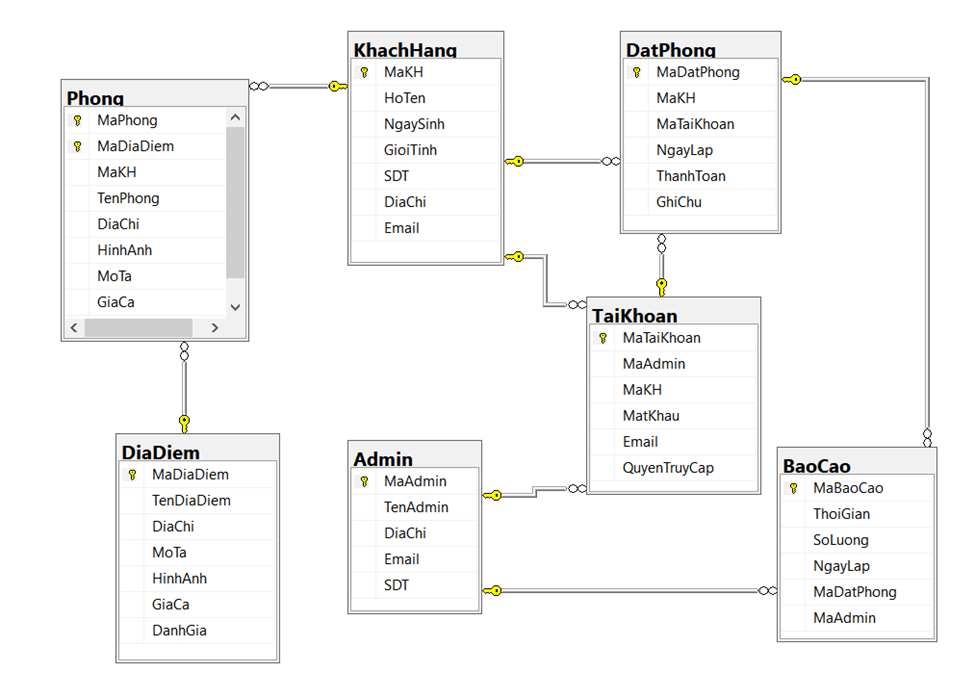 Phong
MaPhong
MaDiaDiem
MaKH
TenPhong
DiaChi
HinhAnh
MoTa
GiaCa
KhachHang
MaKH
HoTen
NgaySinh
GioiTinh
SDT
DiaChi
Email
DatPhong
MaDatPhong
MaKH
MaTaiKhoan
NgayLap
ThanhToan
GhiChu
TaiKhoan
MaTaiKhoan
MaAdmin
MaKH
MatKhau
Email
QuyenTruyCap
DiaDiem
MaDiaDiem
TenDiaDiem
DiaChi
MoTa
HinhAnh
GiaCa
DanhGia
Admin
MaAdmin
TenAdmin
DiaChi
Email
SDT
BaoCao
MaBaoCao
ThoiGian
SoLuong
NgayLap
MaDatPhong
MaAdmin